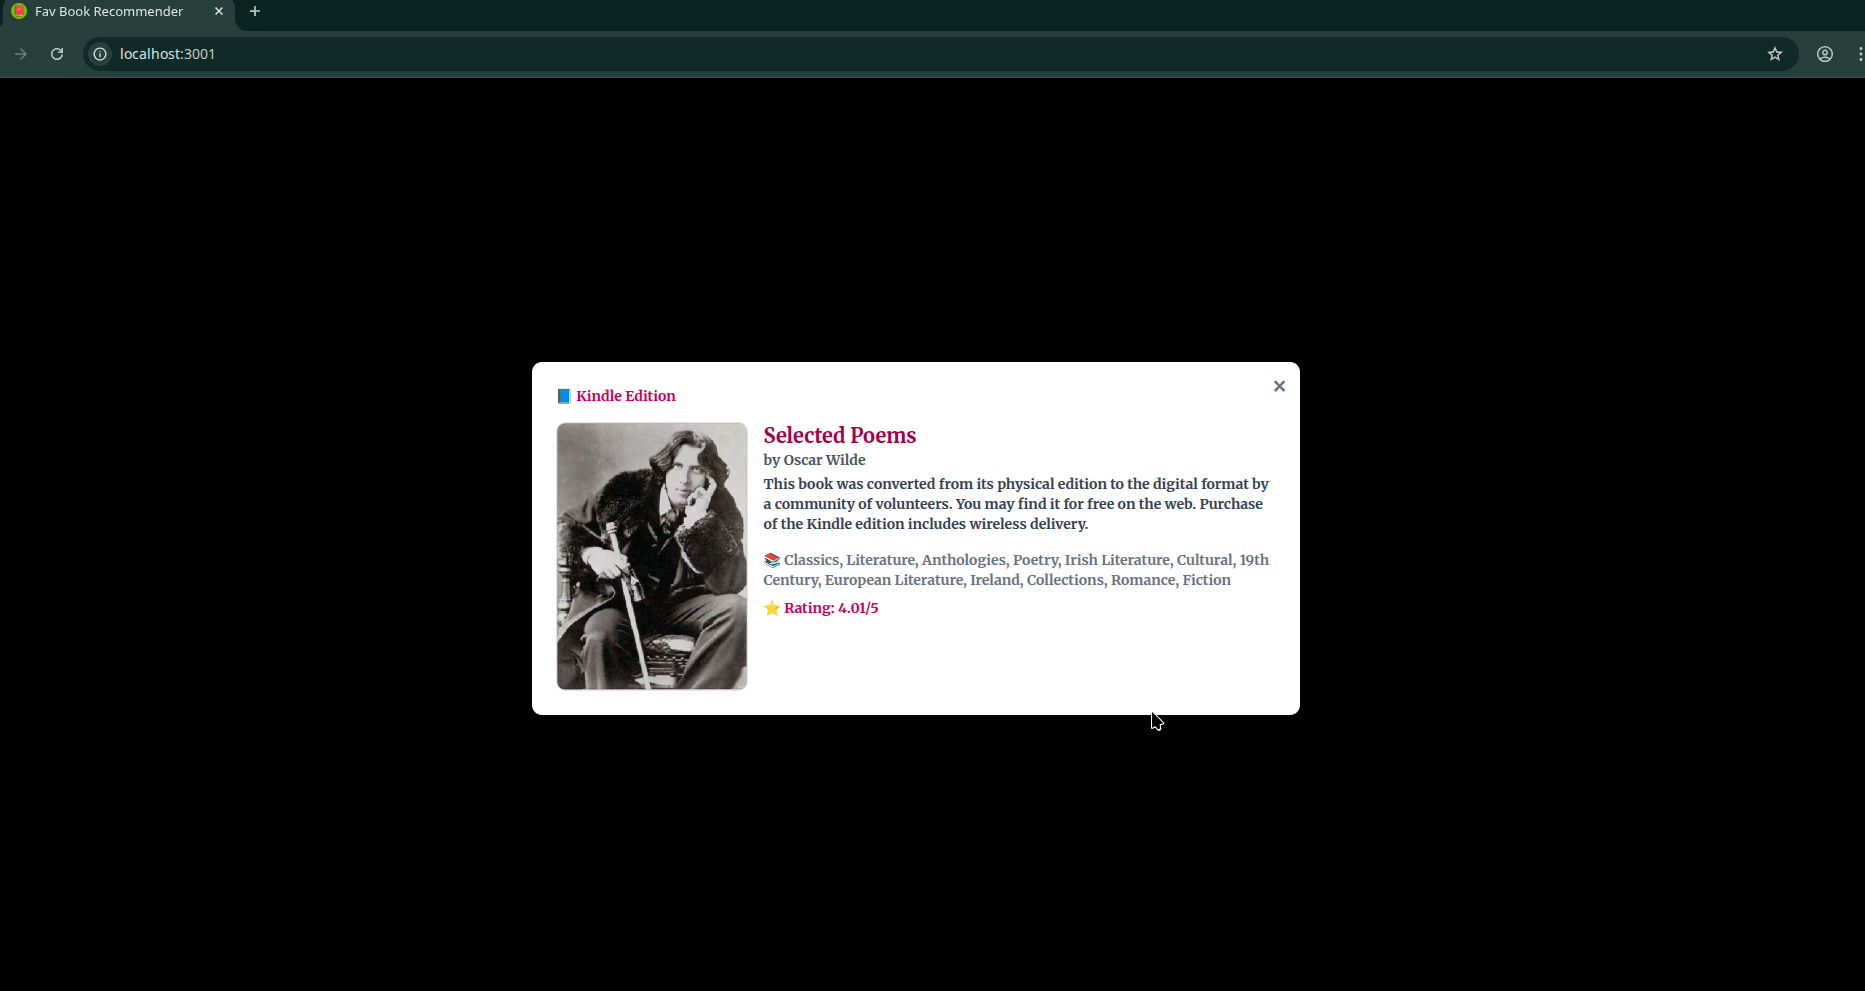 Fav Book Recommender
localhost:3001
Kindle Edition
Selected Poems
by Oscar Wilde
This book was converted from its physical edition to the digital format by
a community of volunteers. You may find it for free on the web. Purchase
of the Kindle edition includes wireless delivery.
Classics, Literature, Anthologies, Poetry, Irish Literature, Cultural, 19th
Century, European Literature, Ireland, Collections, Romance, Fiction
Rating: 4.01/5